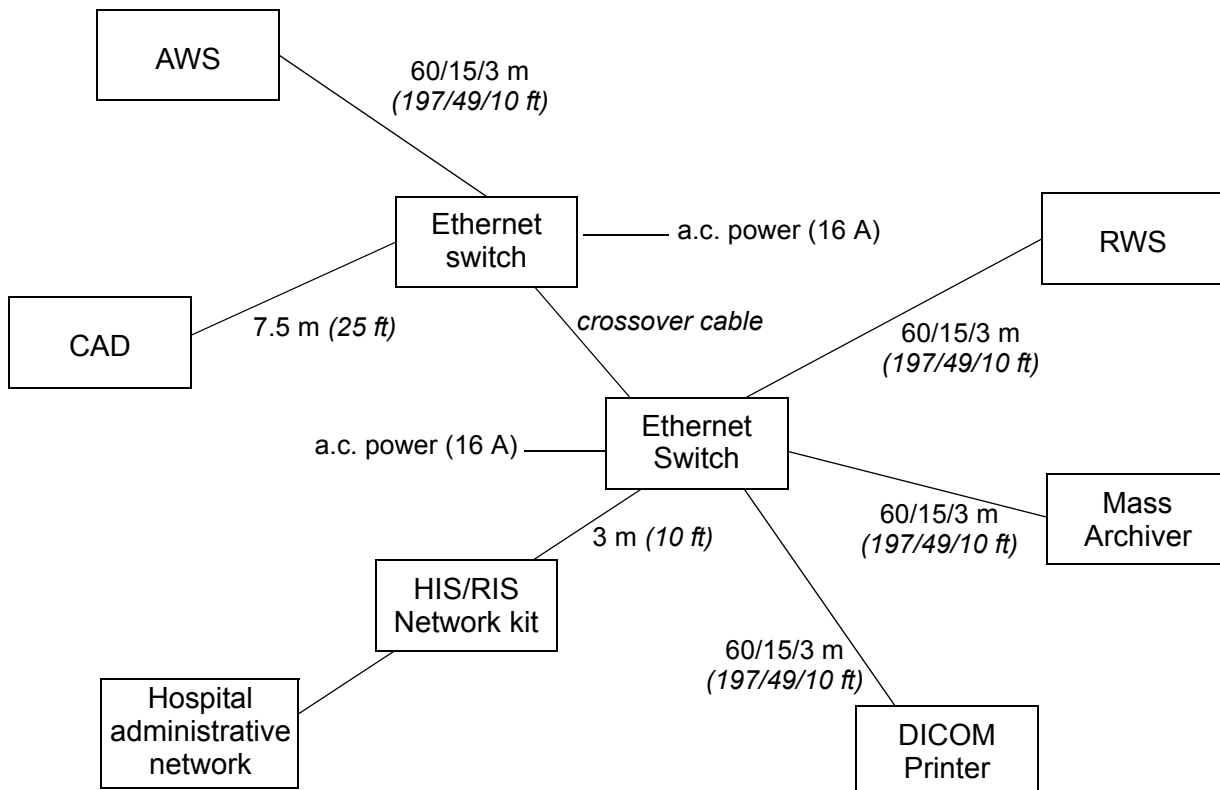 AWS
60/15/3 m
(197/49/10 ft)
Ethernet
switch
a.c. power (16 A)
RWS
CAD
7.5 m (25 ft)
crossover cable
60/15/3 m
(197/49/10 ft)
Ethernet
Switch
a.c. power (16 A)
Mass
Archiver
60/15/3 m
(197/49/10 ft)
3 m (10 ft)
HIS/RIS
Network kit
60/15/3 m
(197/49/10 ft)
Hospital
administrative
network
DICOM
Printer